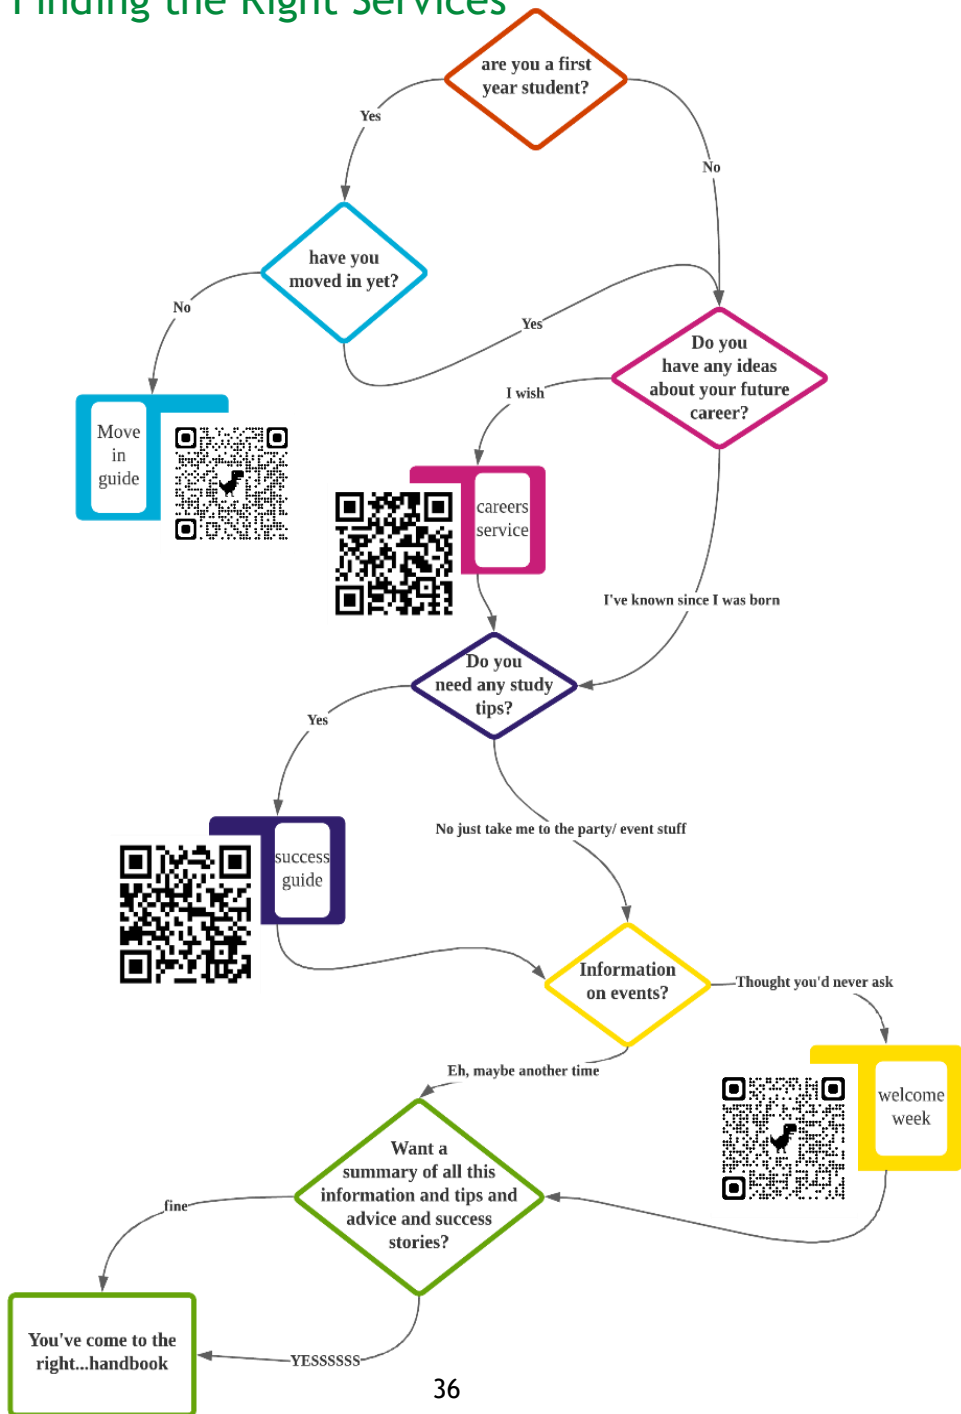 Finding the Right Services
are you a first
year student?
Yes
No
have you
moved in yet?
No
Yes
Do you
have any ideas
about your future
career?
I wish
Move
in
guide
careers
service
I've known since I was born
Do you
need any study
tips?
Yes
No just take me to the party/ event stuff
success
guide
Information
on events?
Thought you'd never ask
Eh, maybe another time
welcome
week
Want a
summary of all this
information and tips and
advice and success
stories?
fine
You've come to the
right...handbook
YESSSSSS
36